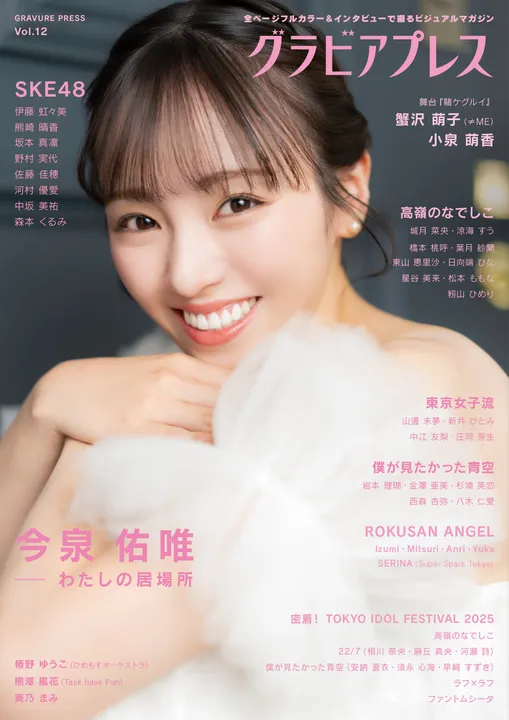 GRAVURE PRESS
Vol.12
全ページフルカラー&インタビューで撮るビジュアルマガジン
グラビアプレス
SKE48
伊藤 虹々美
熊崎 晴香
坂本 真凛
野村 実代
佐藤 佳穂
河村 優愛
中坂 美祐
森本 くるみ
舞台『賭ケグルイ』
蟹沢 萌子(≠ME)
小泉 萌香
高嶺のなでしこ
城月 菜央・涼海 すう
橋本 桃呼・葉月 紗蘭
東山 恵里沙・日向端 ひな
星谷 美来・松本 ももな
籾山 ひめり
東京女子流
山邊 未夢・新井 ひとみ
中江 友梨・庄司 芽生
僕が見たかった青空
岩本 理瑚・金澤 亜美・杉浦 英恋
西森 杏弥・八木 仁愛
ROKUSAN ANGEL
Izumi・Mitsuri・Anri・Yuka
SERINA(Super Spark Tokyo)
今泉 佑唯
── わたしの居場所
密着! TOKYO IDOL FESTIVAL 2025
高嶺のなでしこ
22/7(相川 奈央・麻丘 真央・河瀬 詩)
僕が見たかった青空(安納 蒼衣・須永 心海・早﨑 すずき)
ラフ×ラフ
ファントムシータ
椿野 ゆうこ(ひめもすオーケストラ)
熊澤 風花(Task have Fun)
葵乃 まみ